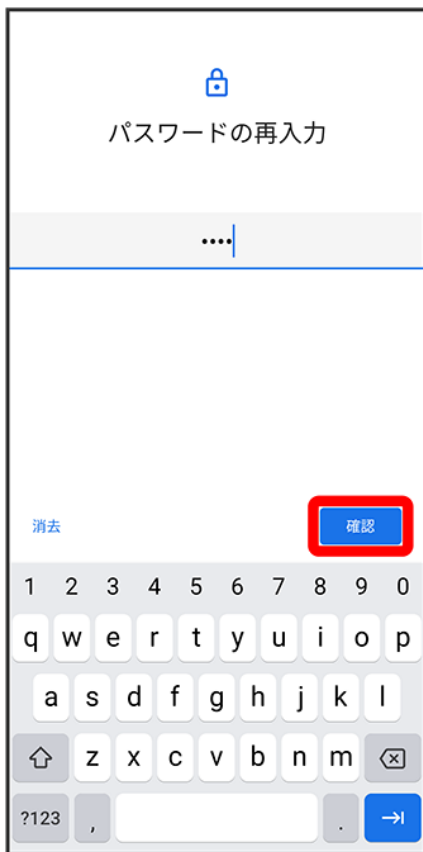 パスワードの再入力
••••
消去
確認
1 2 3 4 5 6 7 8 9 0
q w e r t y u i o p
a s d f g h j k l
z x c v b n m
?123 , .